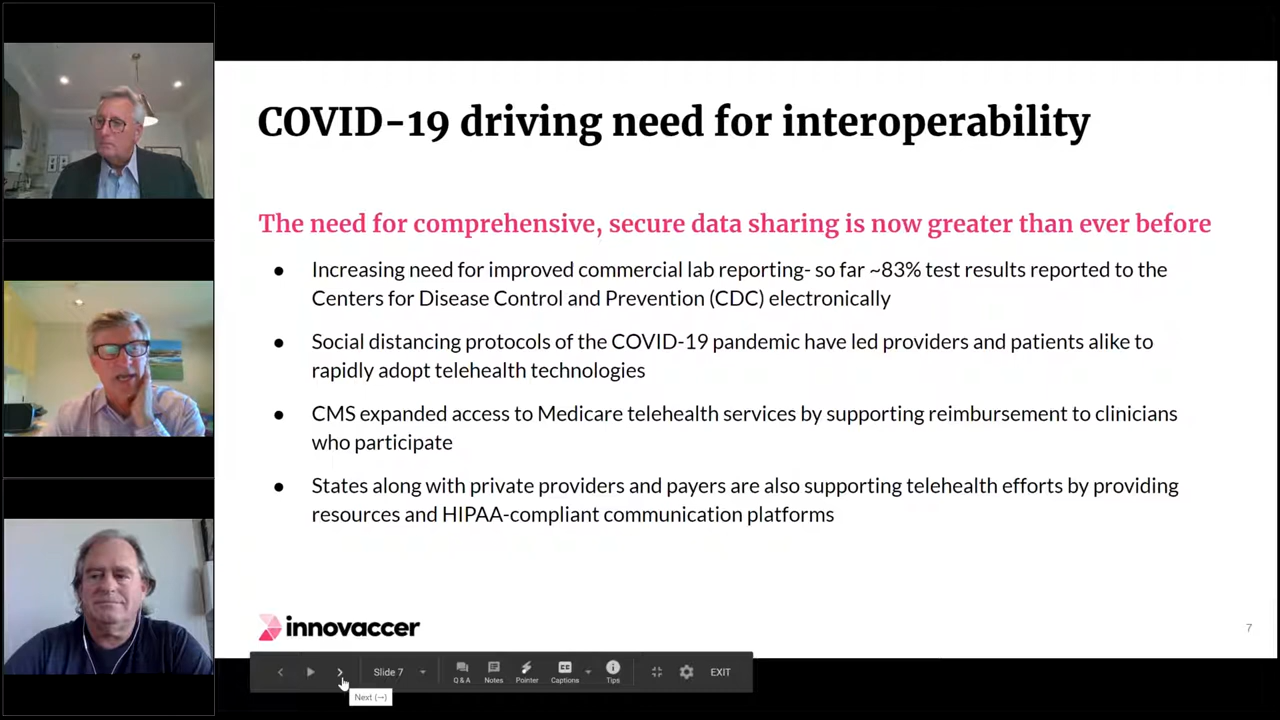 COVID-19 driving need for interoperability
The need for comprehensive, secure data sharing is now greater than ever before
● Increasing need for improved commercial lab reporting- so far ~83% test results reported to the
Centers for Disease Control and Prevention (CDC) electronically
● Social distancing protocols of the COVID-19 pandemic have led providers and patients alike to
rapidly adopt telehealth technologies
● CMS expanded access to Medicare telehealth services by supporting reimbursement to clinicians
who participate
● States along with private providers and payers are also supporting telehealth efforts by providing
resources and HIPAA-compliant communication platforms
innovaccer
7
Slide 7
Q & A Notes Pointer Captions Tips
EXIT
Next (→)